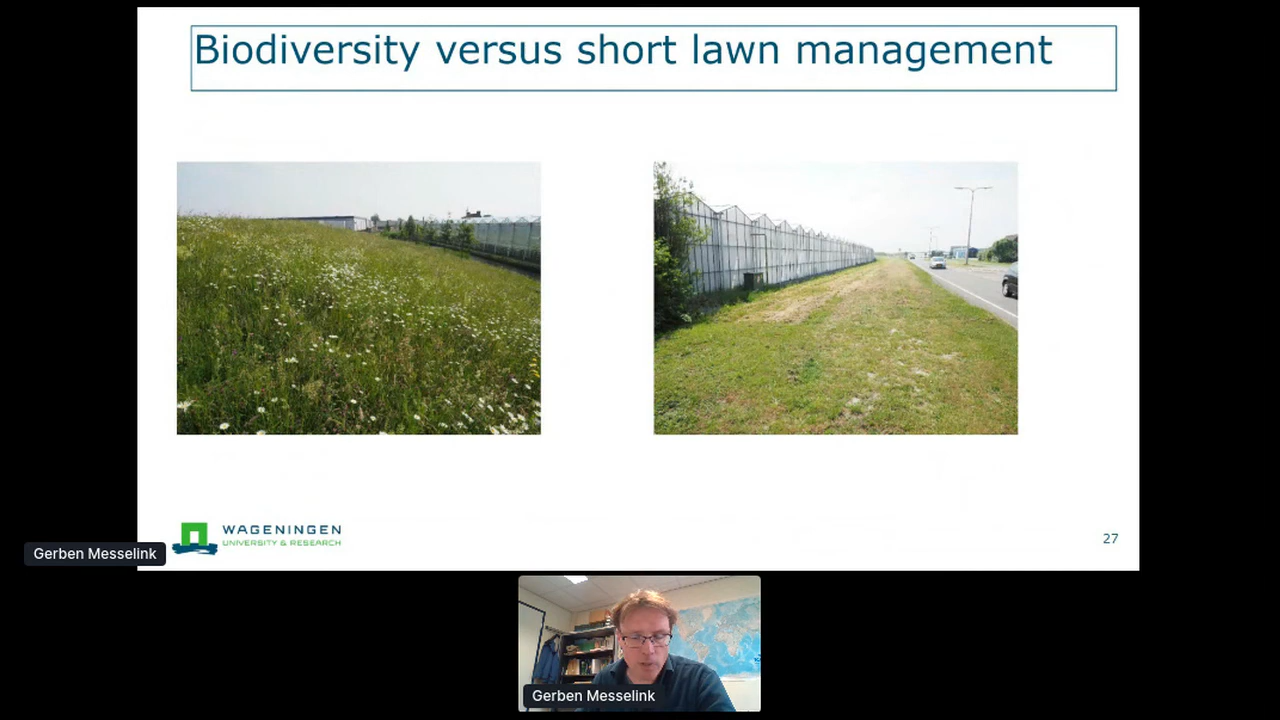 Biodiversity versus short lawn management
WAGENINGEN
UNIVERSITY & RESEARCH
27
Gerben Messelink
Gerben Messelink